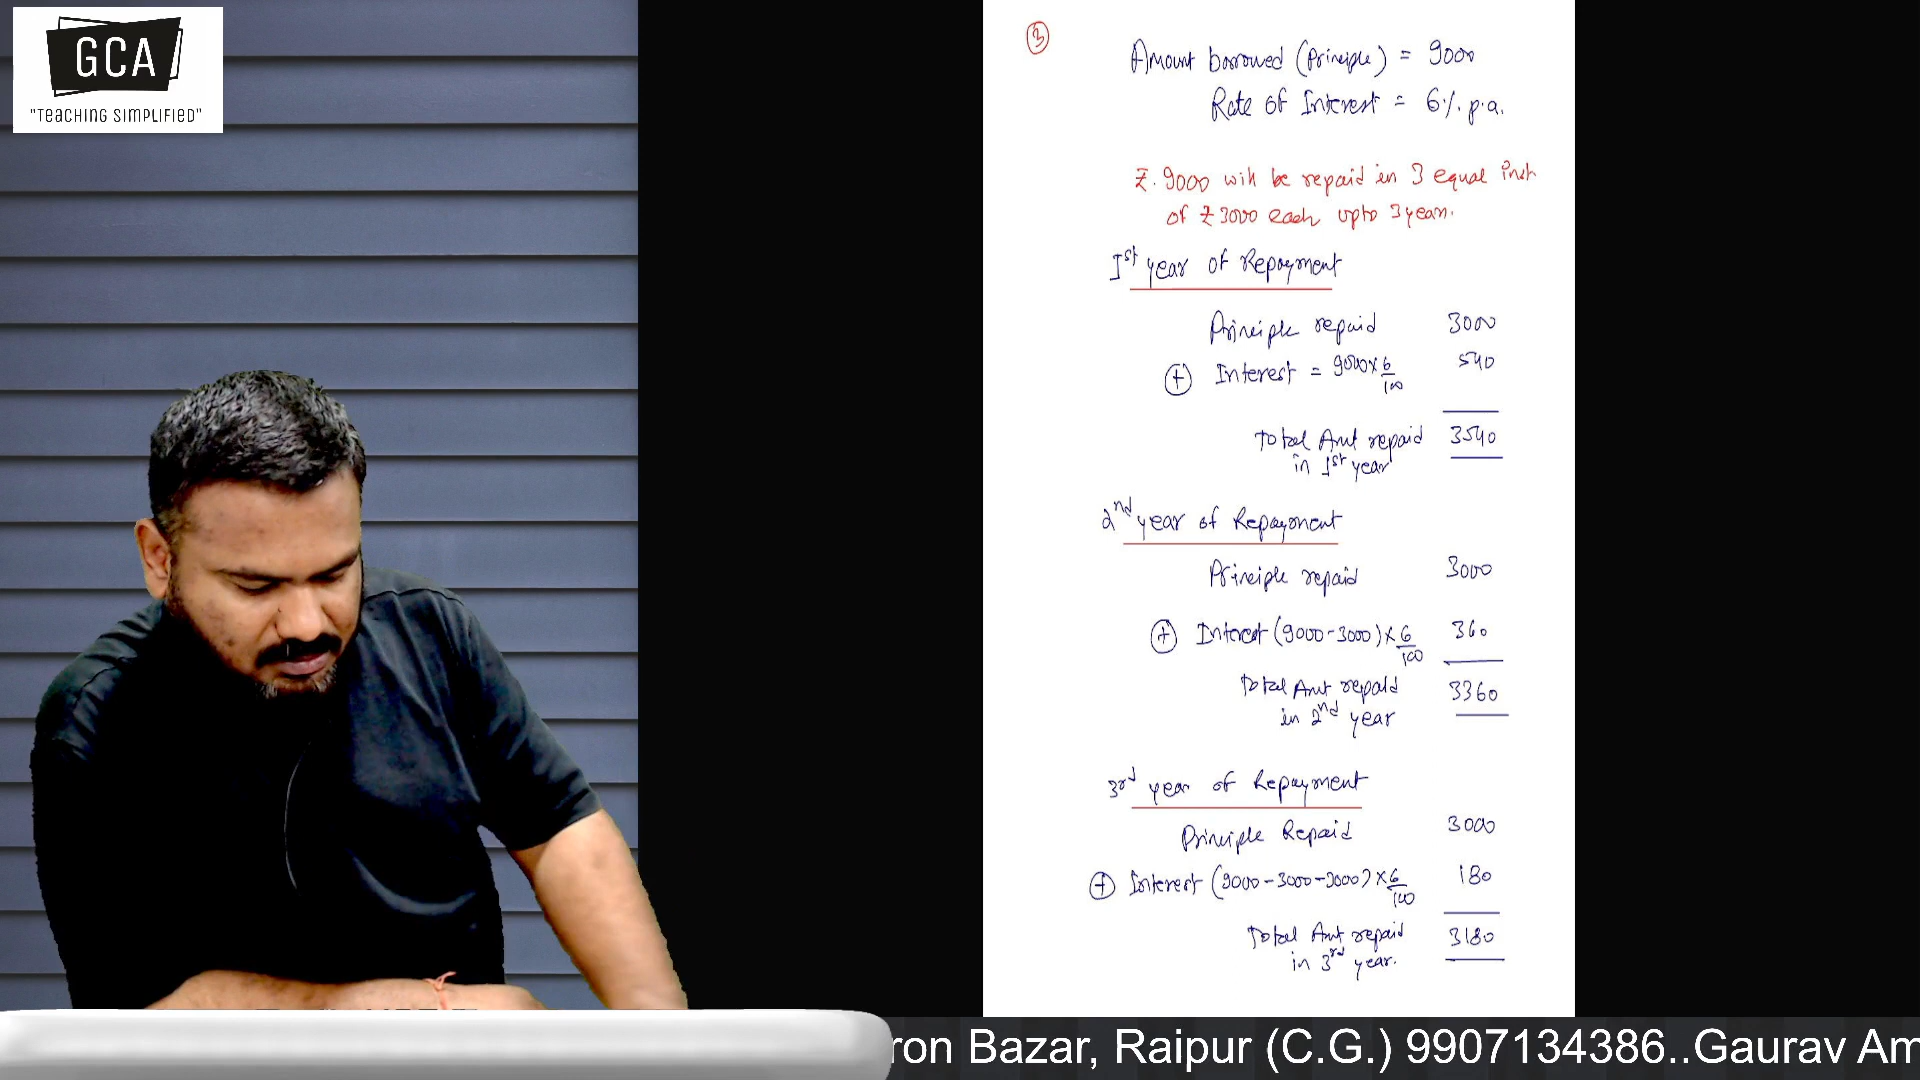 GCA
"Teaching Simplified"
3
Amount borrowed (Principle) = 9000
Rate of Interest = 6% p.a.
₹. 9000 will be repaid in 3 equal inst
of ₹ 3000 each upto 3 year.
1st year of Repayment
Principle repaid 3000
+ Interest = 9000 × 6/100 540
Total Amt repaid 3540
in 1st year
2nd year of Repayment
Principle repaid 3000
+ Interest (9000-3000) × 6/100 360
Total Amt repaid 3360
in 2nd year
3rd year of Repayment
Principle Repaid 3000
+ Interest (9000-3000-3000) × 6/100 180
Total Amt repaid 3180
in 3rd year.
ron Bazar, Raipur (C.G.) 9907134386..Gaurav Am